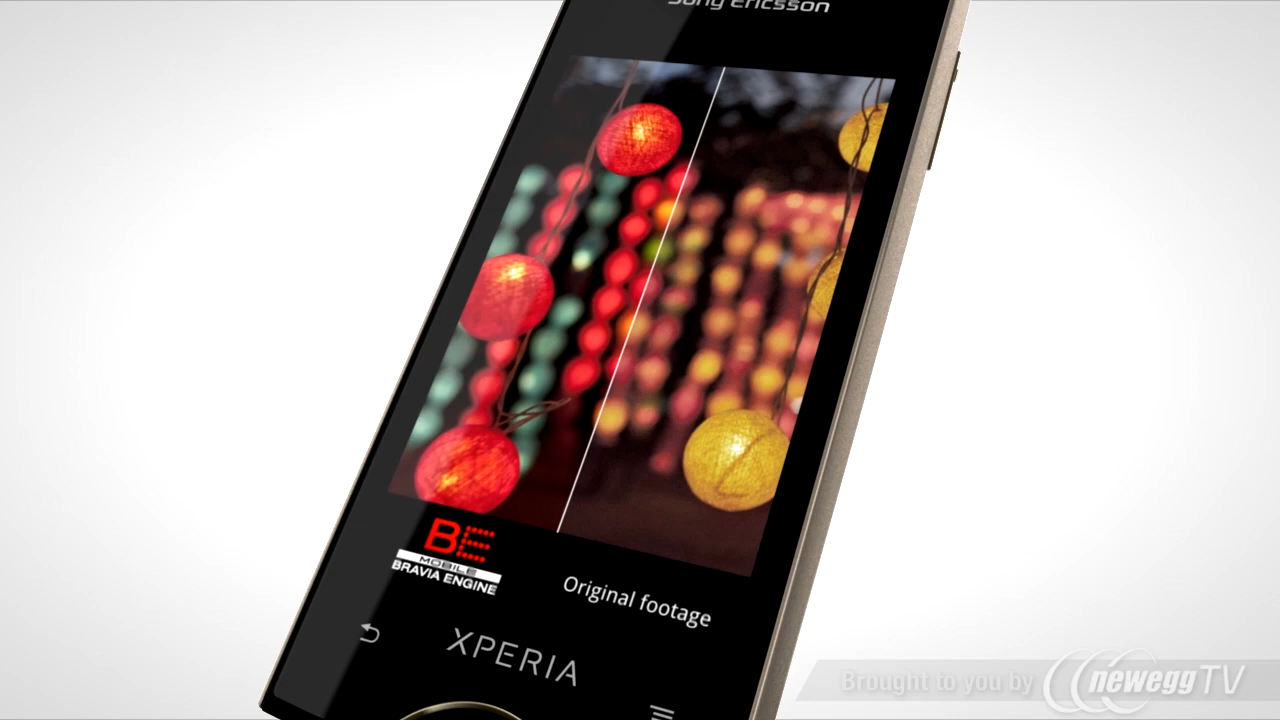 Sony Ericsson
BE
MOBILE
BRAVIA ENGINE
Original footage
XPERIA
Brought to you by neweggTV